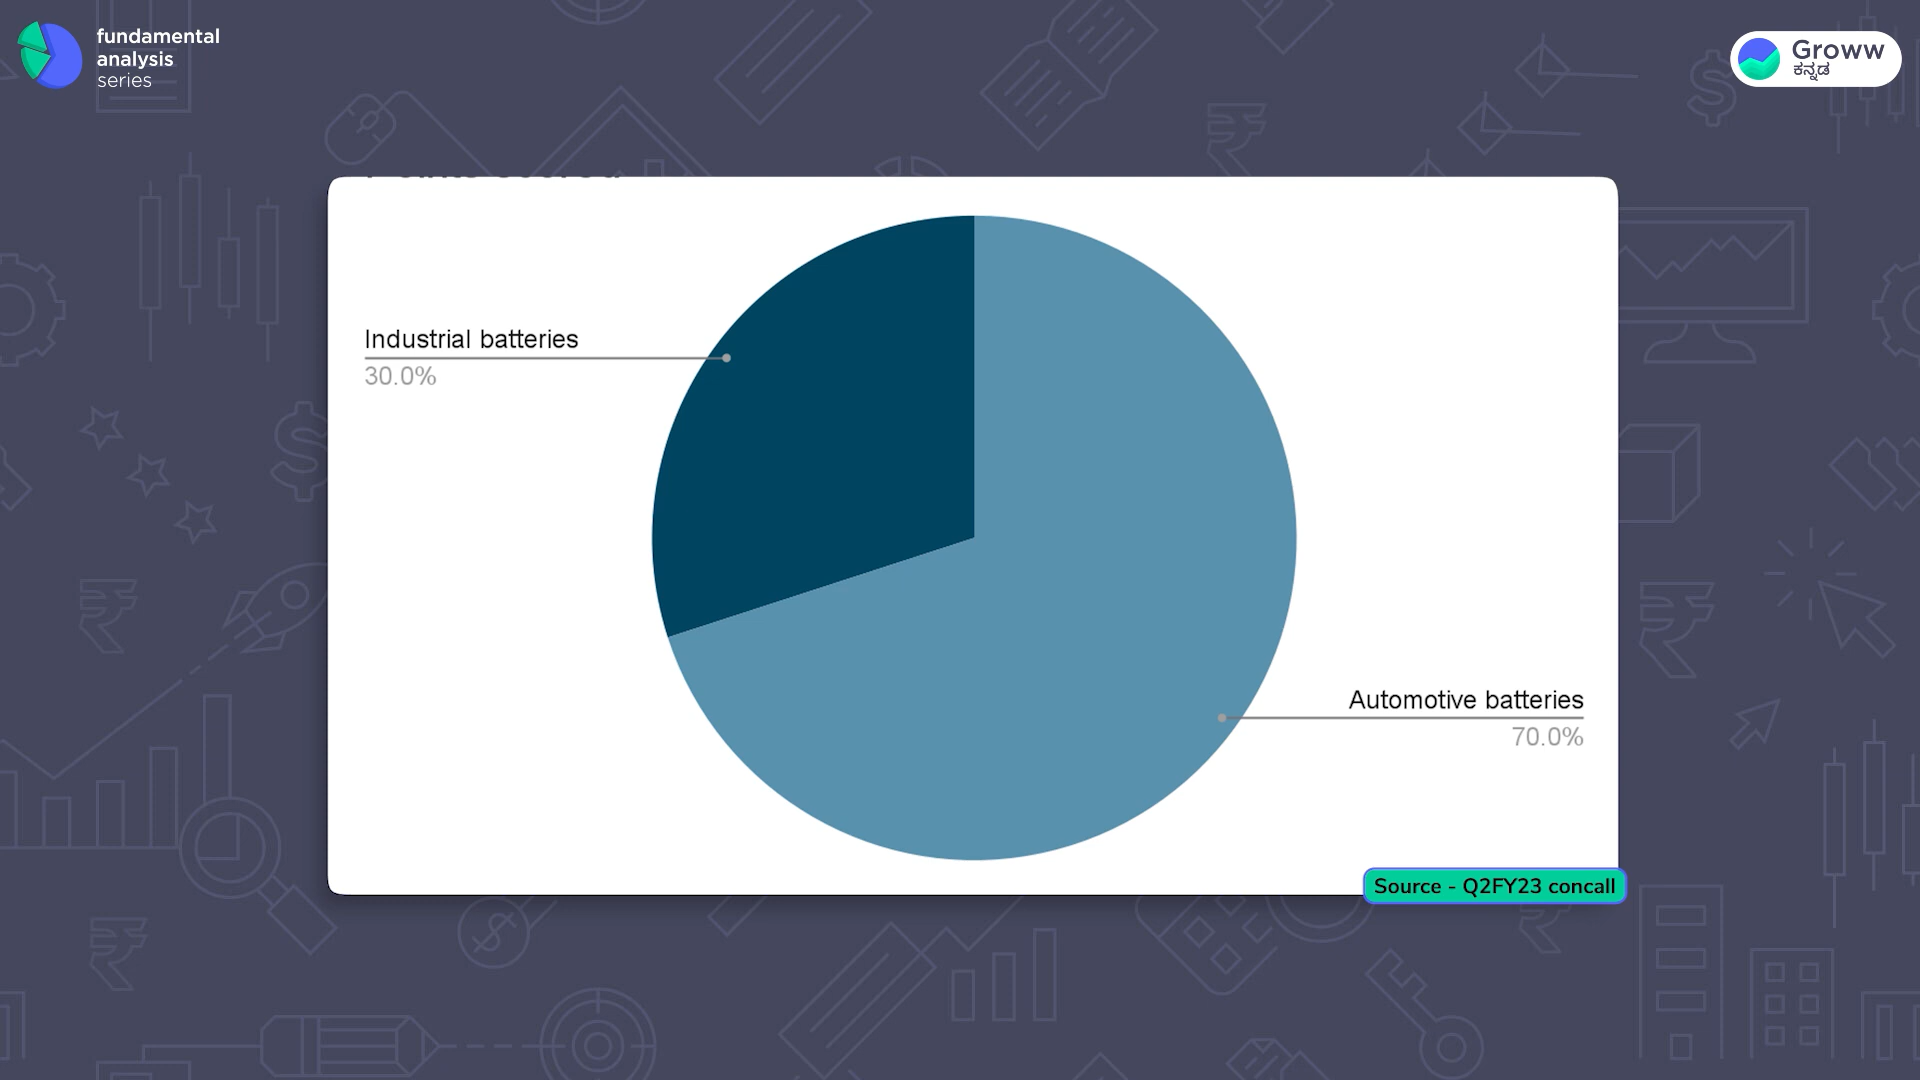 fundamental
analysis
series
Groww
ಕನ್ನಡ
Industrial batteries
30.0%
Automotive batteries
70.0%
Source - Q2FY23 concall